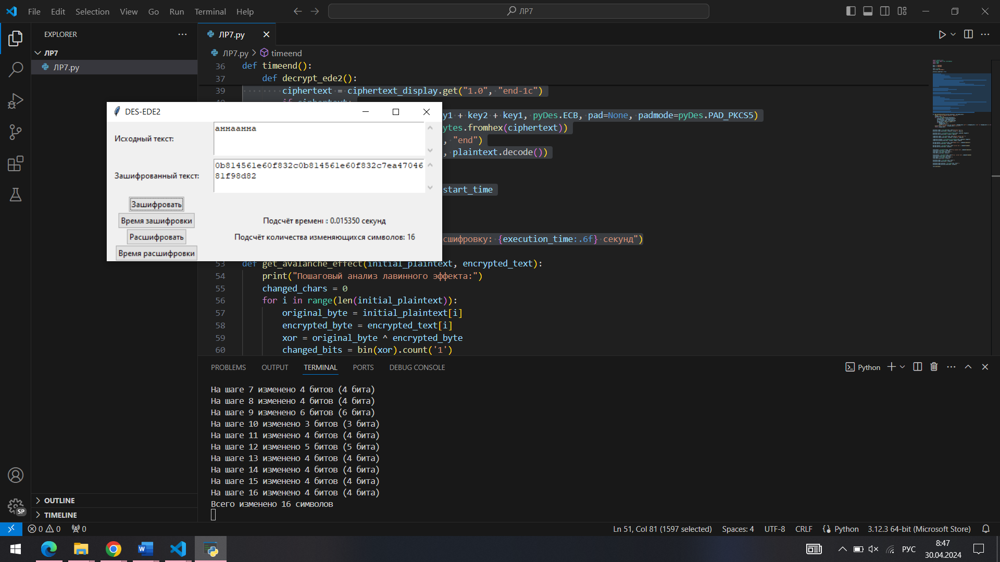 File Edit Selection View Go Run Terminal Help
ЛР7
EXPLORER
ЛР7
ЛР7.py
OUTLINE
TIMELINE
ЛР7.py
ЛР7.py > timeend
36 def timeend():
37 def decrypt_ede2():
39 ciphertext = ciphertext_display.get("1.0", "end-1c")
y1 + key2 + key1, pyDes.ECB, pad=None, padmode=pyDes.PAD_PKCS5)
ytes.fromhex(ciphertext))
, "end")
, plaintext.decode())
start_time
сшифровку: {execution_time:.6f} секунд")
53 def get_avalanche_effect(initial_plaintext, encrypted_text):
54 print("Пошаговый анализ лавинного эффекта:")
55 changed_chars = 0
56 for i in range(len(initial_plaintext)):
57 original_byte = initial_plaintext[i]
58 encrypted_byte = encrypted_text[i]
59 xor = original_byte ^ encrypted_byte
60 changed_bits = bin(xor).count('1')
DES-EDE2
Исходный текст:
аннаанна
Зашифрованный текст:
0b814561e60f832c0b814561e60f832c7ea47046
81f98d82
Зашифровать
Время зашифровки
Подсчёт времени: 0.015350 секунд
Расшифровать
Подсчёт количества изменяющихся символов: 16
Время расшифровки
PROBLEMS OUTPUT TERMINAL PORTS DEBUG CONSOLE
Python
На шаге 7 изменено 4 битов (4 бита)
На шаге 8 изменено 4 битов (4 бита)
На шаге 9 изменено 6 битов (6 бита)
На шаге 10 изменено 3 битов (3 бита)
На шаге 11 изменено 4 битов (4 бита)
На шаге 12 изменено 5 битов (5 бита)
На шаге 13 изменено 4 битов (4 бита)
На шаге 14 изменено 4 битов (4 бита)
На шаге 15 изменено 4 битов (4 бита)
На шаге 16 изменено 4 битов (4 бита)
Всего изменено 16 символов
SP
0 0 0
Ln 51, Col 81 (1597 selected) Spaces: 4 UTF-8 CRLF Python 3.12.3 64-bit (Microsoft Store)
РУС
8:47
30.04.2024